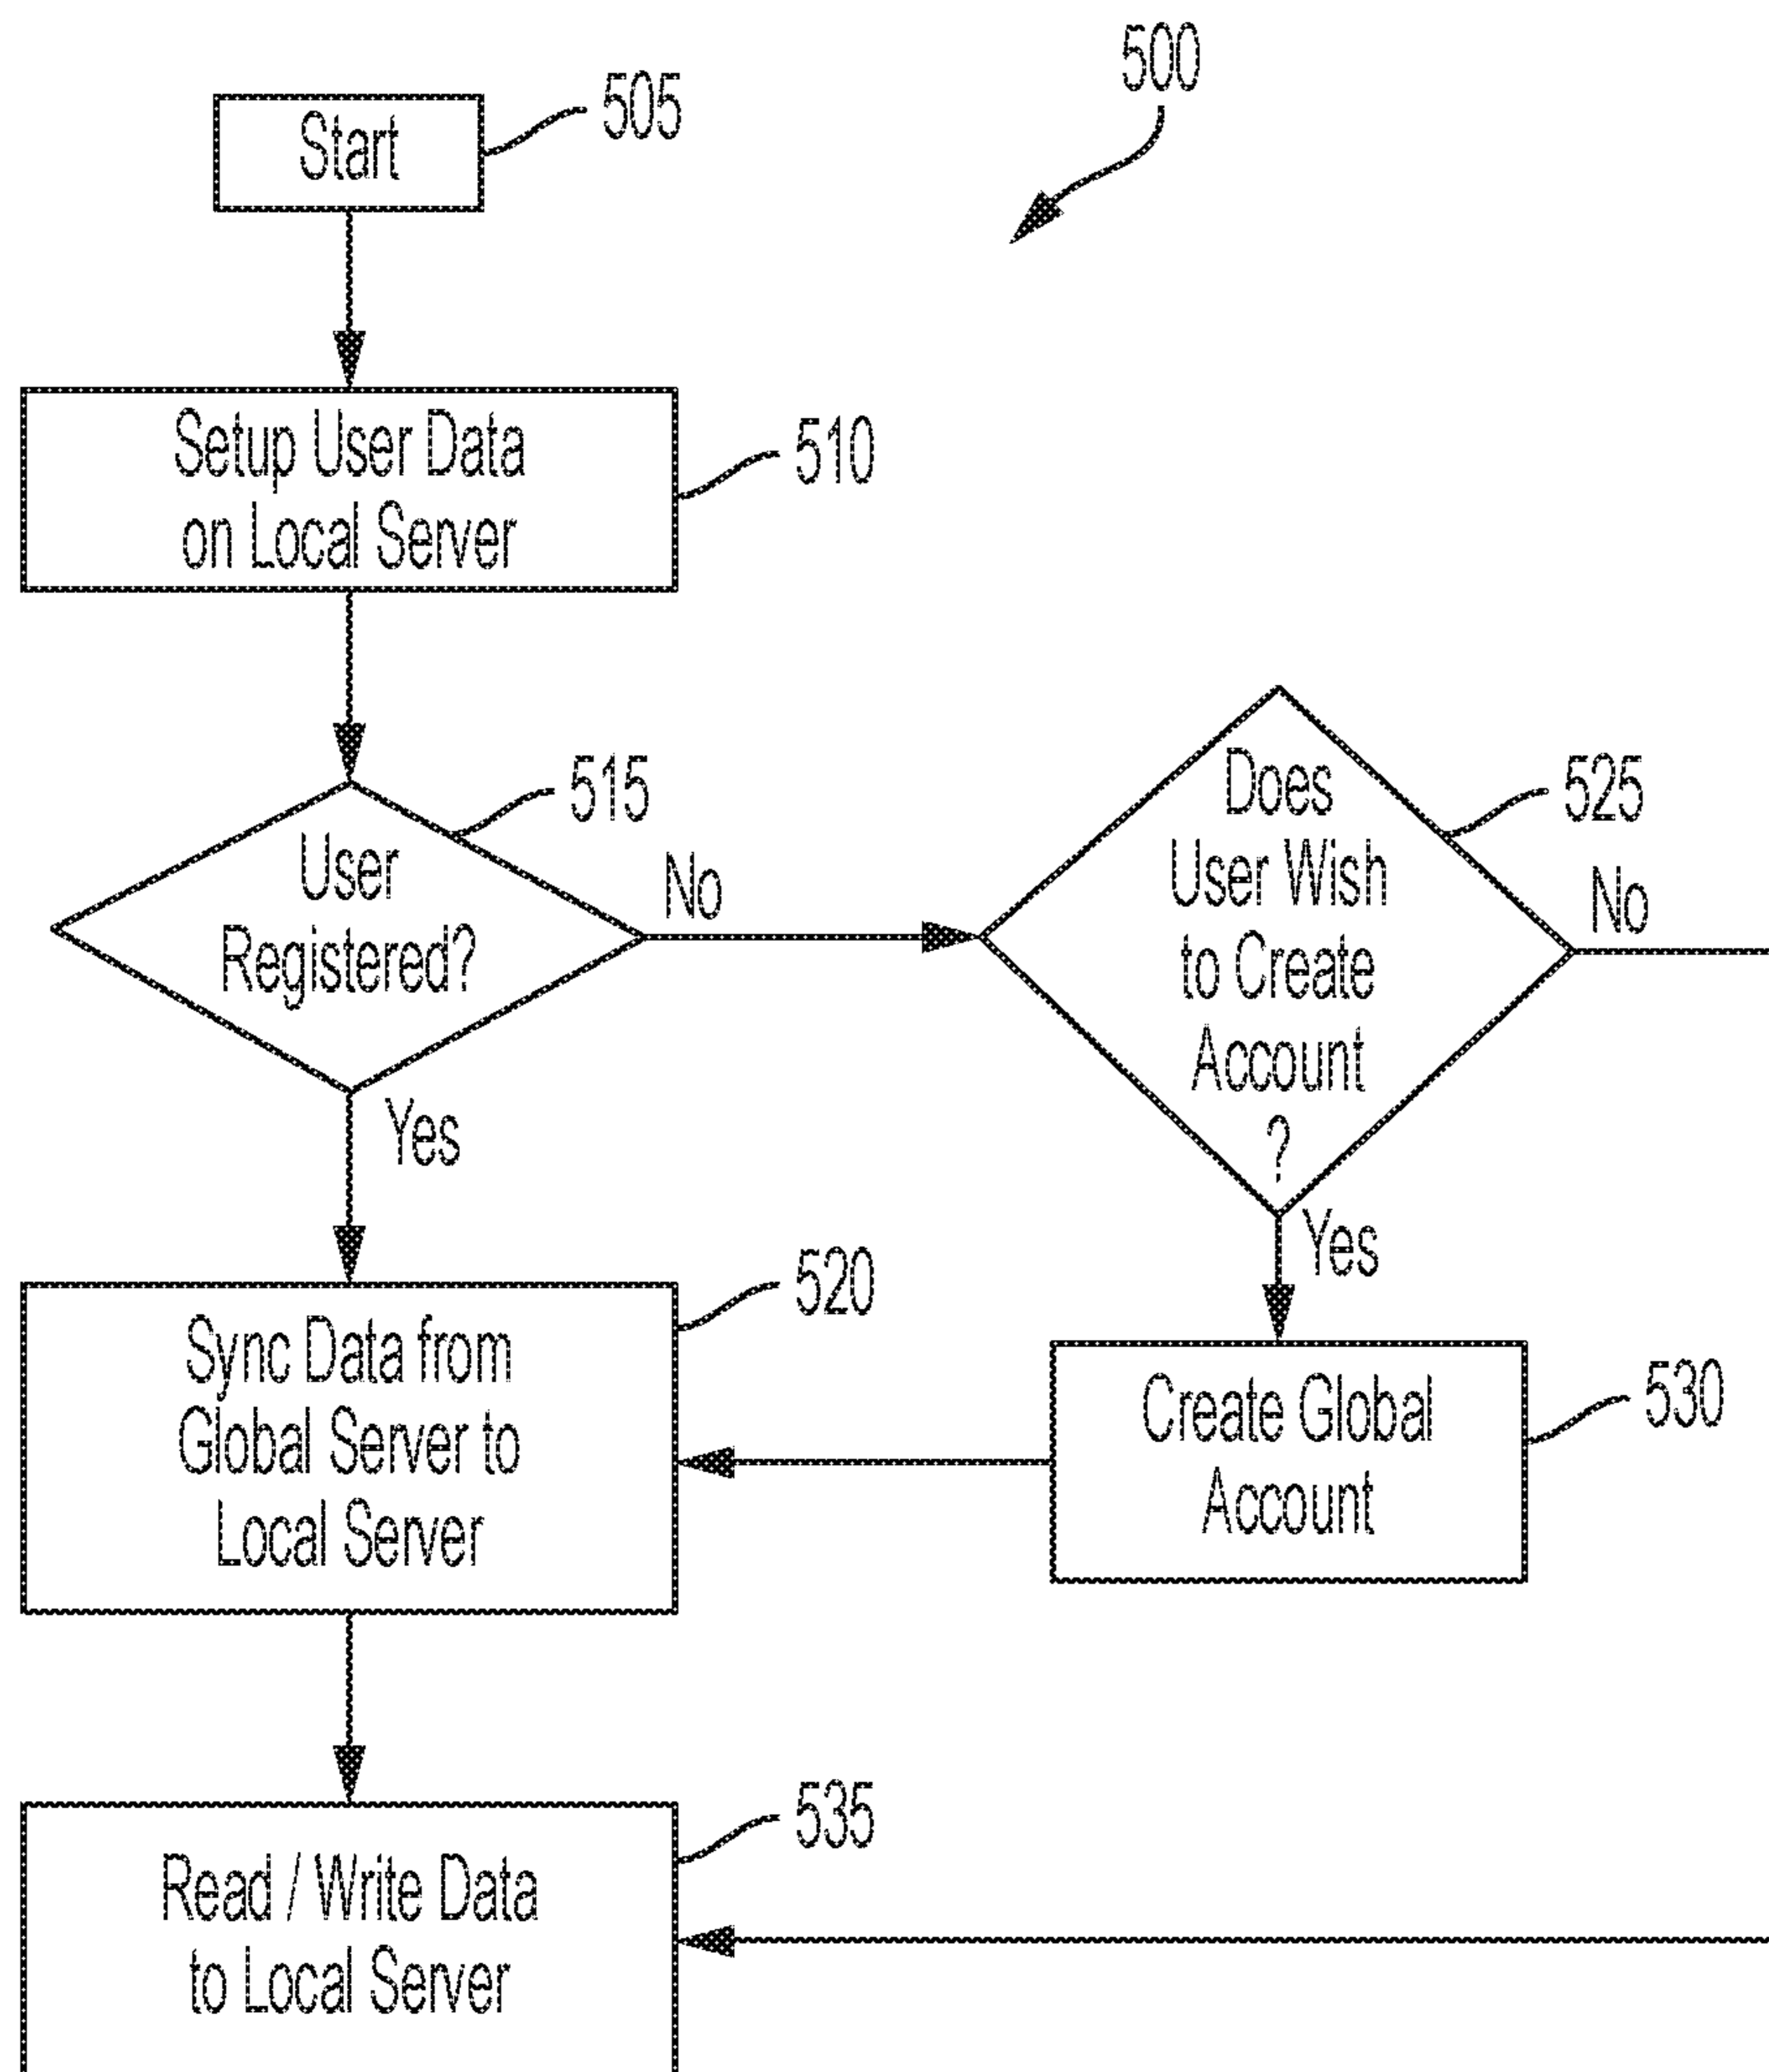 500
Start
505
Setup User Data
on Local Server
510
User
Registered?
515
No
Yes
Does
User Wish
to Create
Account
?
525
No
Yes
Sync Data from
Global Server to
Local Server
520
Create Global
Account
530
Read / Write Data
to Local Server
535